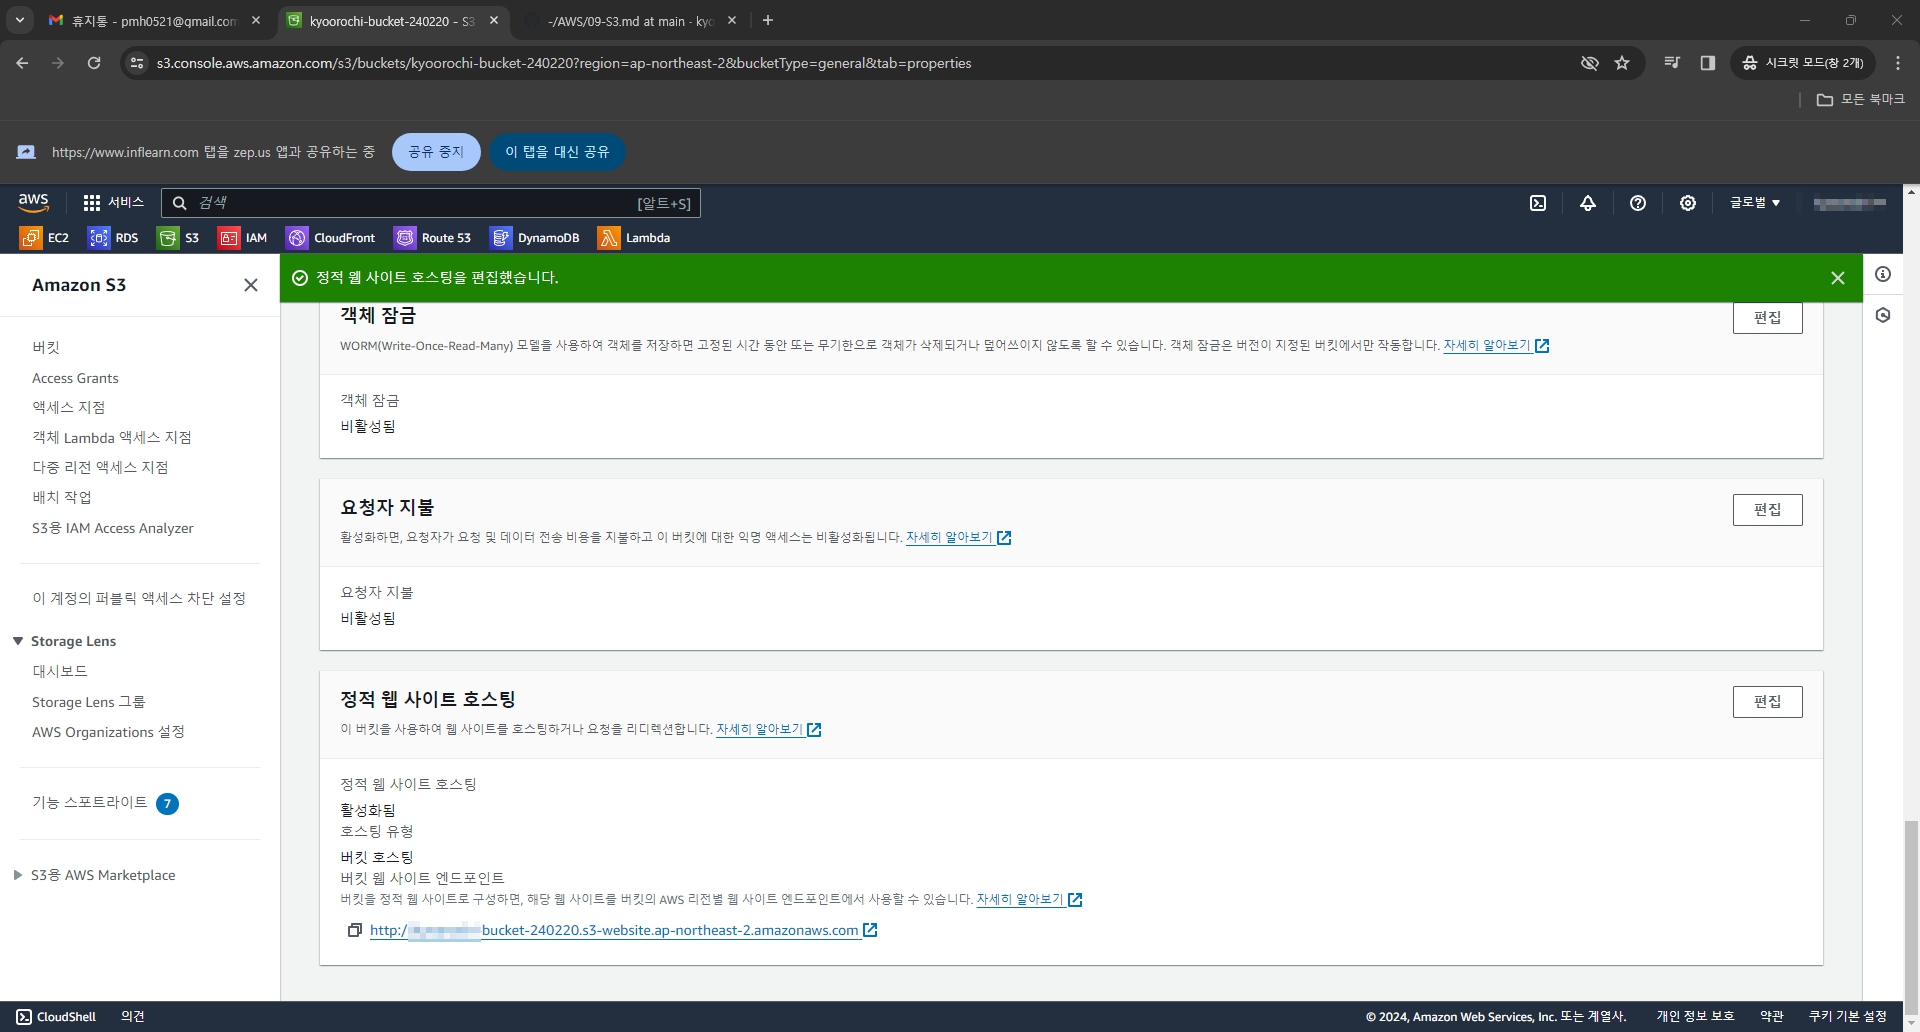 휴지통 - pmh0521@gmail.com
kyoorochi-bucket-240220 - S3
-/AWS/09-S3.md at main · kyo
s3.console.aws.amazon.com/s3/buckets/kyoorochi-bucket-240220?region=ap-northeast-2&bucketType=general&tab=properties
시크릿 모드(창 2개)
모든 북마크
https://www.inflearn.com 탭을 zep.us 앱과 공유하는 중
공유 중지
이 탭을 대신 공유
aws
서비스
검색
[알트+S]
글로벌
EC2
RDS
S3
IAM
CloudFront
Route 53
DynamoDB
Lambda
Amazon S3
정적 웹 사이트 호스팅을 편집했습니다.
버킷
Access Grants
액세스 지점
객체 Lambda 액세스 지점
다중 리전 액세스 지점
배치 작업
S3용 IAM Access Analyzer
이 계정의 퍼블릭 액세스 차단 설정
Storage Lens
대시보드
Storage Lens 그룹
AWS Organizations 설정
기능 스포트라이트 7
S3용 AWS Marketplace
객체 잠금
편집
WORM(Write-Once-Read-Many) 모델을 사용하여 객체를 저장하면 고정된 시간 동안 또는 무기한으로 객체가 삭제되거나 덮어쓰이지 않도록 할 수 있습니다. 객체 잠금은 버전이 지정된 버킷에서만 작동합니다. 자세히 알아보기
객체 잠금
비활성됨
요청자 지불
편집
활성화하면, 요청자가 요청 및 데이터 전송 비용을 지불하고 이 버킷에 대한 익명 액세스는 비활성화됩니다. 자세히 알아보기
요청자 지불
비활성됨
정적 웹 사이트 호스팅
편집
이 버킷을 사용하여 웹 사이트를 호스팅하거나 요청을 리디렉션합니다. 자세히 알아보기
정적 웹 사이트 호스팅
활성화됨
호스팅 유형
버킷 호스팅
버킷 웹 사이트 엔드포인트
버킷을 정적 웹 사이트로 구성하면, 해당 웹 사이트를 버킷의 AWS 리전별 웹 사이트 엔드포인트에서 사용할 수 있습니다. 자세히 알아보기
http:/ bucket-240220.s3-website.ap-northeast-2.amazonaws.com
CloudShell
의견
© 2024, Amazon Web Services, Inc. 또는 계열사.
개인 정보 보호
약관
쿠키 기본 설정